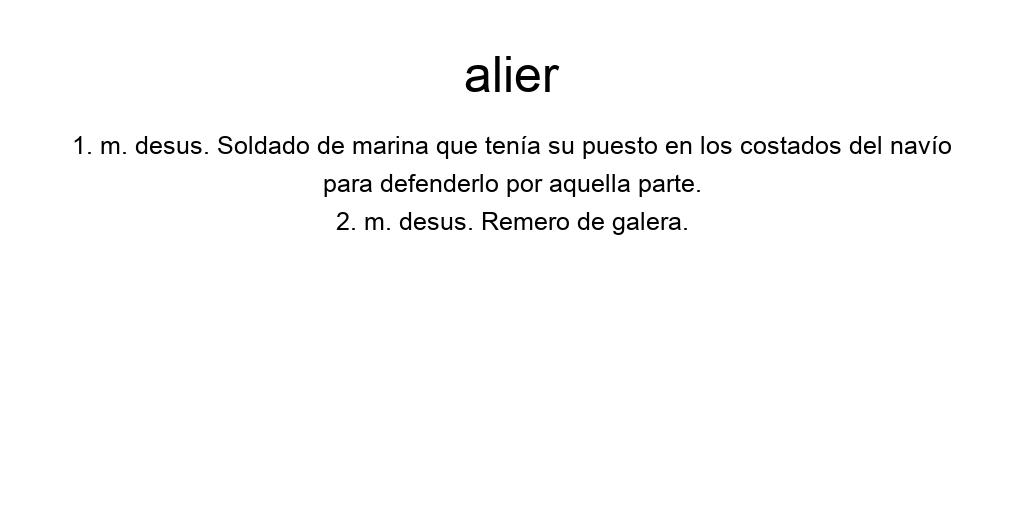 alier
1. m. desus. Soldado de marina que tenía su puesto en los costados del navío
para defenderlo por aquella parte.
2. m. desus. Remero de galera.